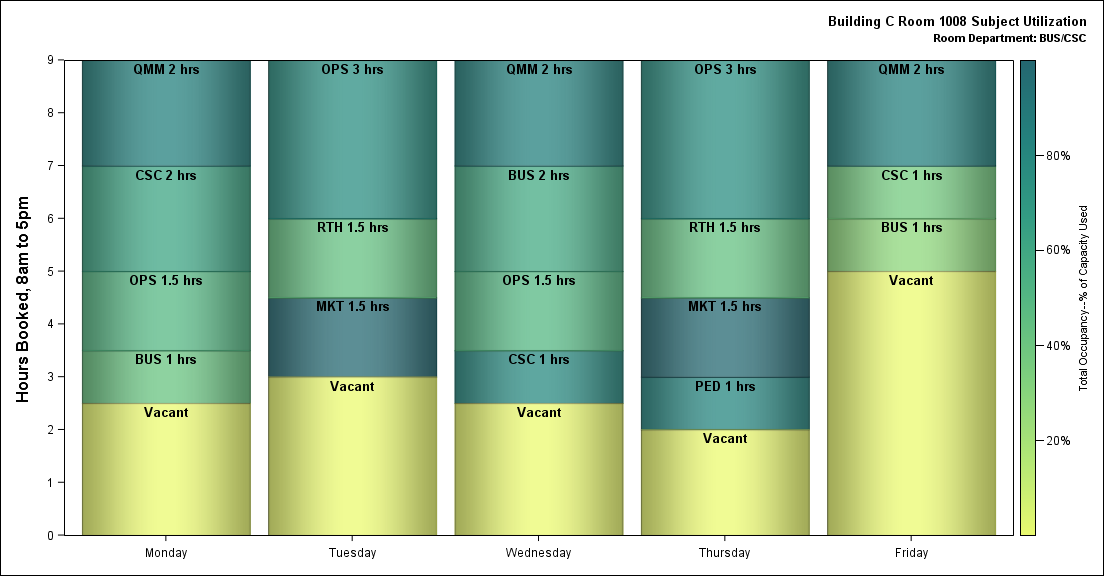 Building C Room 1008 Subject Utilization
Room Department: BUS/CSC
Hours Booked, 8am to 5pm
9
8
7
6
5
4
3
2
1
0
QMM 2 hrs
CSC 2 hrs
OPS 1.5 hrs
BUS 1 hrs
Vacant
Monday
OPS 3 hrs
RTH 1.5 hrs
MKT 1.5 hrs
Vacant
Tuesday
QMM 2 hrs
BUS 2 hrs
OPS 1.5 hrs
CSC 1 hrs
Vacant
Wednesday
OPS 3 hrs
RTH 1.5 hrs
MKT 1.5 hrs
PED 1 hrs
Vacant
Thursday
QMM 2 hrs
CSC 1 hrs
BUS 1 hrs
Vacant
Friday
80%
60%
40%
20%
Total Occupancy--% of Capacity Used